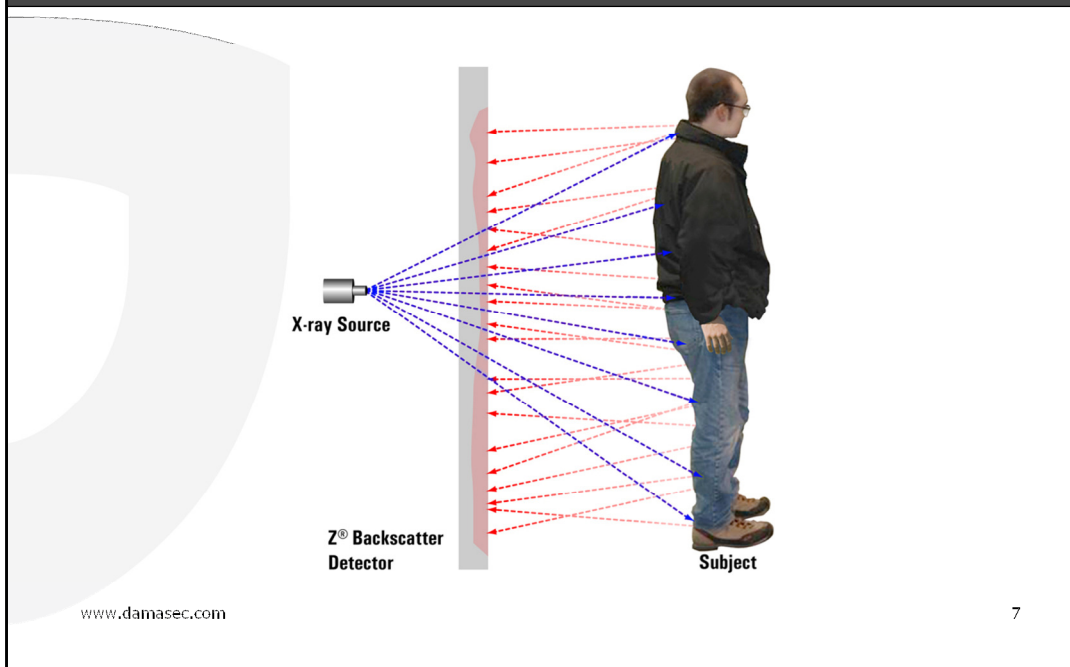 X-ray Source
Z® Backscatter
Detector
Subject
www.damasec.com
7